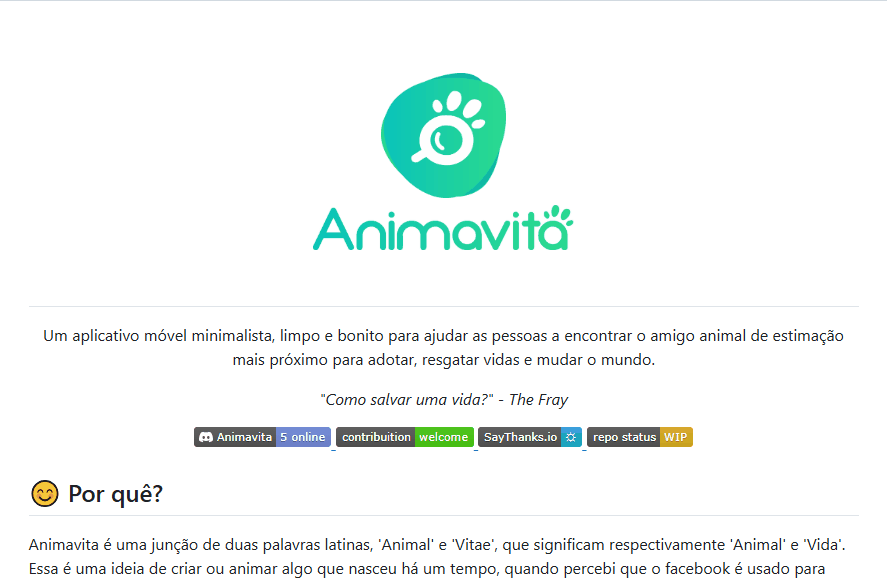 Animavita
Um aplicativo móvel minimalista, limpo e bonito para ajudar as pessoas a encontrar o amigo animal de estimação
mais próximo para adotar, resgatar vidas e mudar o mundo.
"Como salvar uma vida?" - The Fray
Animavita 5 online contribuition welcome SayThanks.io repo status WIP
😊 Por quê?
Animavita é uma junção de duas palavras latinas, 'Animal' e 'Vitae', que significam respectivamente 'Animal' e 'Vida'.
Essa é uma ideia de criar ou animar algo que nasceu há um tempo, quando percebi que o facebook é usado para